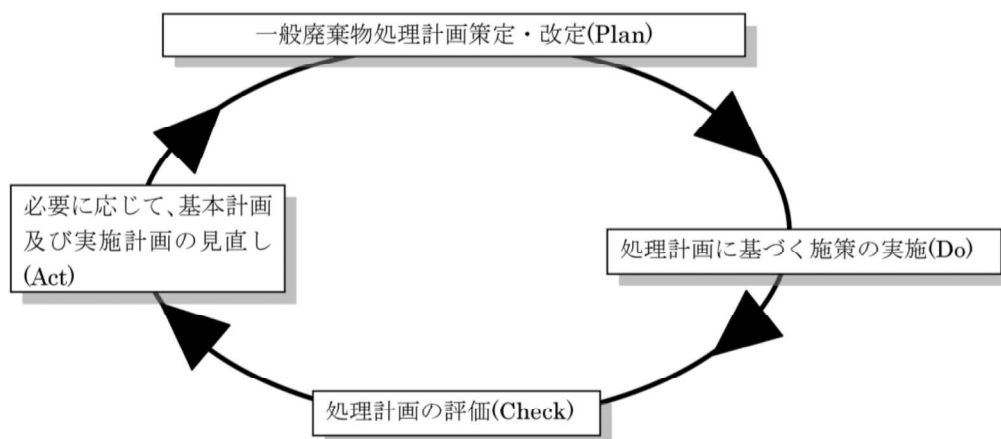 一般廃棄物処理計画策定・改定(Plan)
必要に応じて、基本計画
及び実施計画の見直し
(Act)
処理計画に基づく施策の実施(Do)
処理計画の評価(Check)